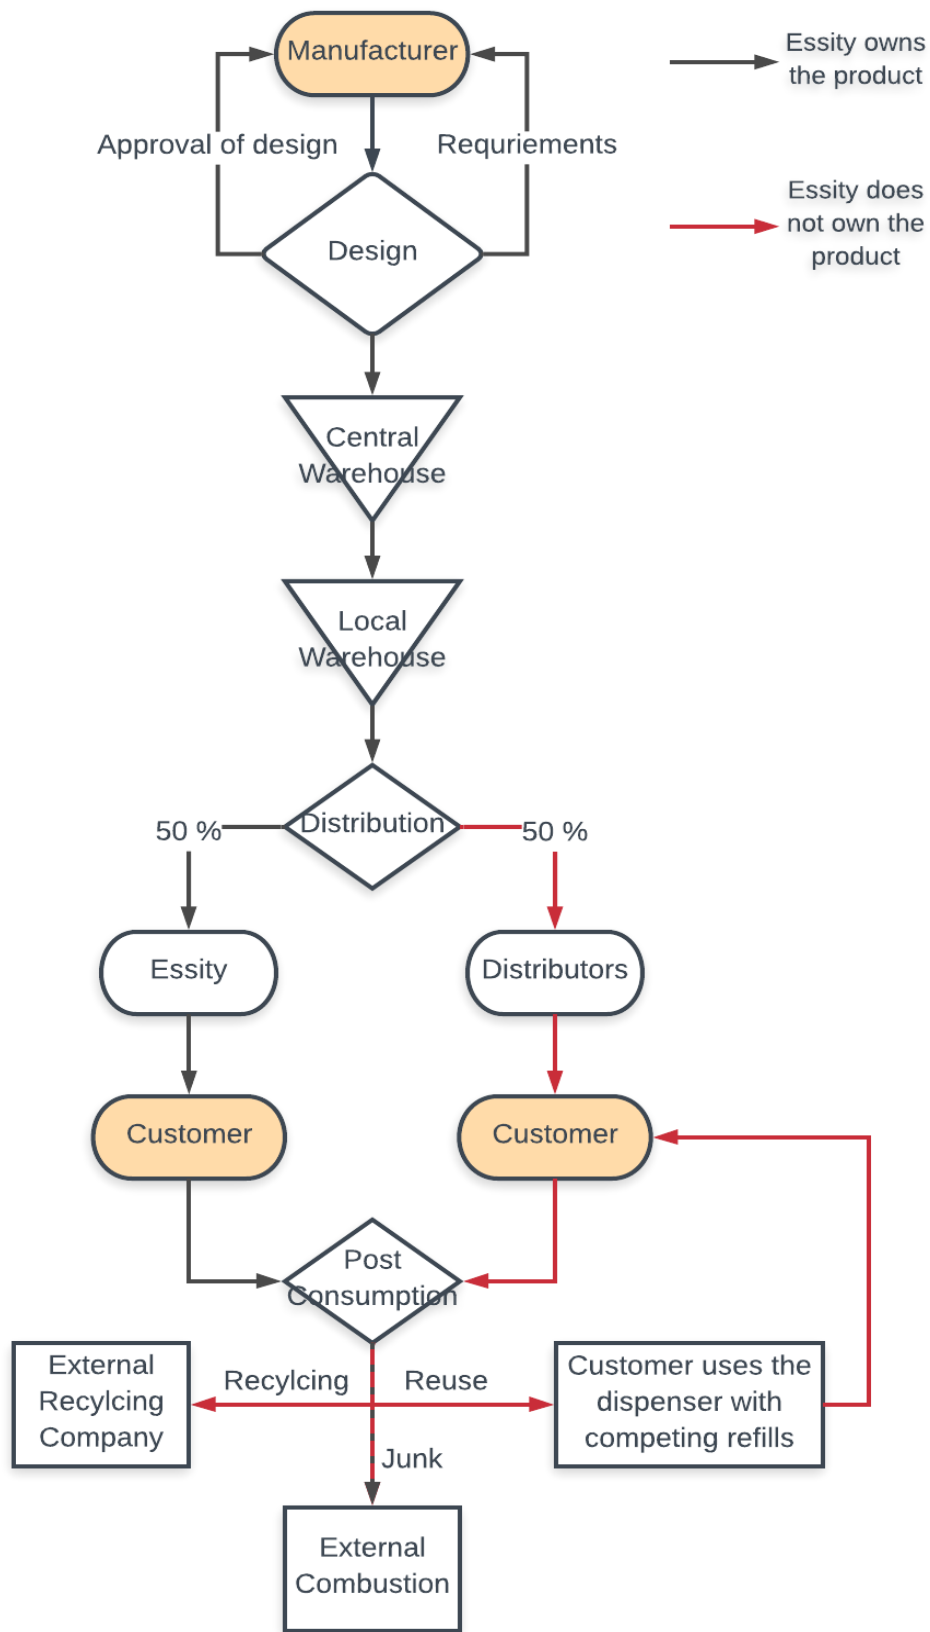 Manufacturer
Essity owns
the product
Approval of design
Requriements
Essity does
not own the
product
Design
Central
Warehouse
Local
Warehouse
Distribution
50 %
50 %
Essity
Distributors
Customer
Customer
Post
Consumption
External
Recylcing
Company
Recylcing
Reuse
Customer uses the
dispenser with
competing refills
Junk
External
Combustion